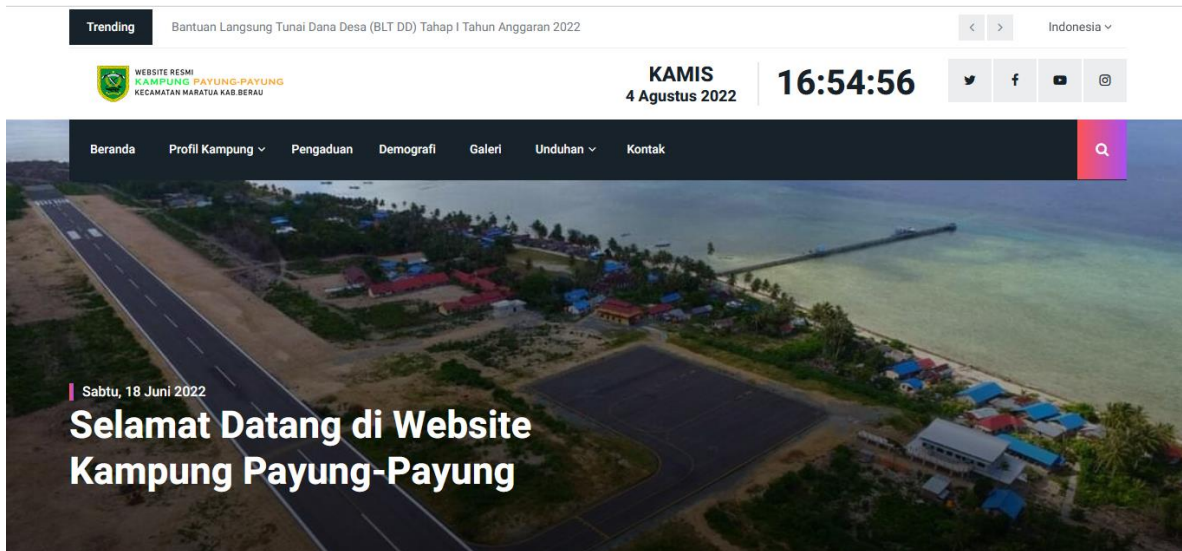 Trending
Bantuan Langsung Tunai Dana Desa (BLT DD) Tahap I Tahun Anggaran 2022
Indonesia
WEBSITE RESMI
KAMPUNG PAYUNG-PAYUNG
KECAMATAN MARATUA KAB.BERAU
KAMIS
4 Agustus 2022
16:54:56
Beranda
Profil Kampung
Pengaduan
Demografi
Galeri
Unduhan
Kontak
Sabtu, 18 Juni 2022
Selamat Datang di Website
Kampung Payung-Payung